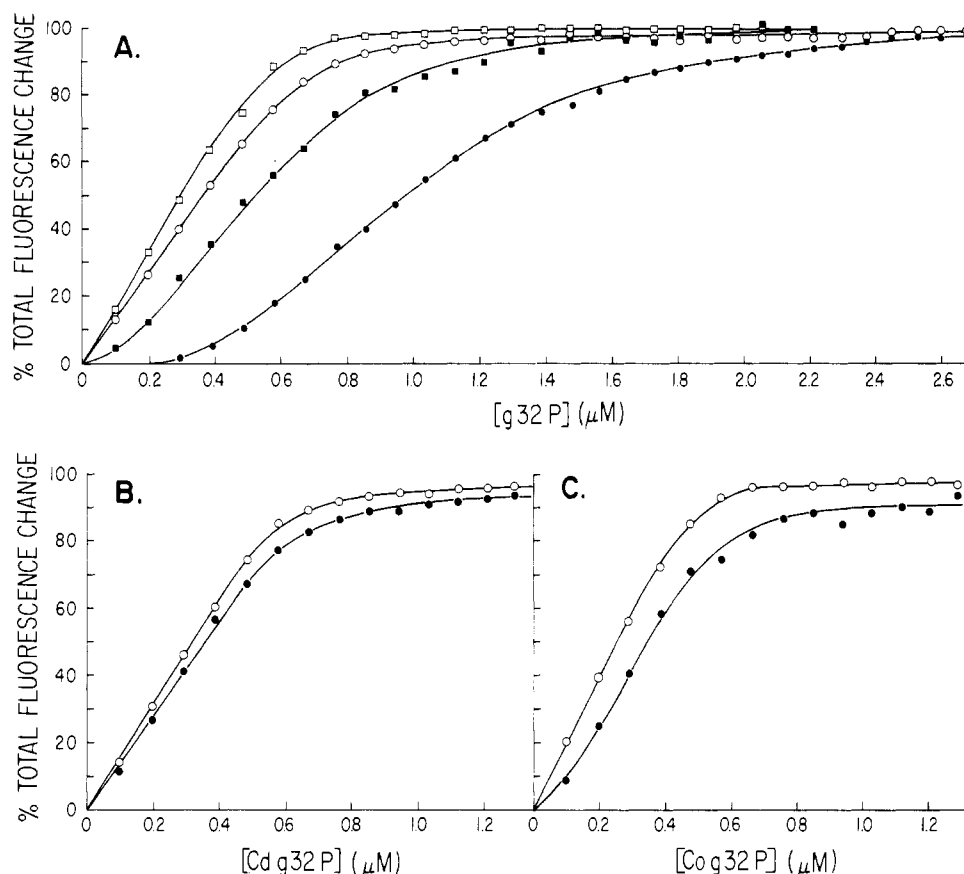 A.
% TOTAL FLUORESCENCE CHANGE
100
80
60
40
20
0
0 0.2 0.4 0.6 0.8 1.0 1.2 1.4 1.6 1.8 2.0 2.2 2.4 2.6
[g32P] (μM)
B.
% TOTAL FLUORESCENCE CHANGE
100
80
60
40
20
0
0 0.2 0.4 0.6 0.8 1.0 1.2
[Cd g32P] (μM)
C.
0 0.2 0.4 0.6 0.8 1.0 1.2
[Co g32P] (μM)